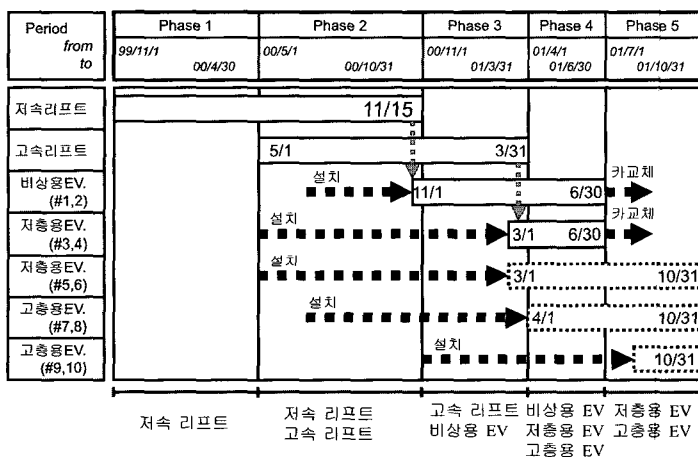 Period
from
to
Phase 1
Phase 2
Phase 3
Phase 4
Phase 5
99/11/1
00/4/30
00/5/1
00/10/31
00/11/1
01/3/31
01/4/1
01/6/30
01/7/1
01/10/31
저속리프트
11/15
고속리프트
5/1
3/31
비상용EV.
(#1,2)
설치
11/1
6/30
카교체
저층용EV.
(#3,4)
설치
3/1
6/30
카교체
저층용EV.
(#5,6)
설치
3/1
10/31
고층용EV.
(#7,8)
설치
4/1
10/31
고층용EV.
(#9,10)
설치
10/31
저속 리프트
저속 리프트
고속 리프트
고속 리프트
비상용 EV
비상용 EV
저층용 EV
고층용 EV
저층용 EV
고층용 EV